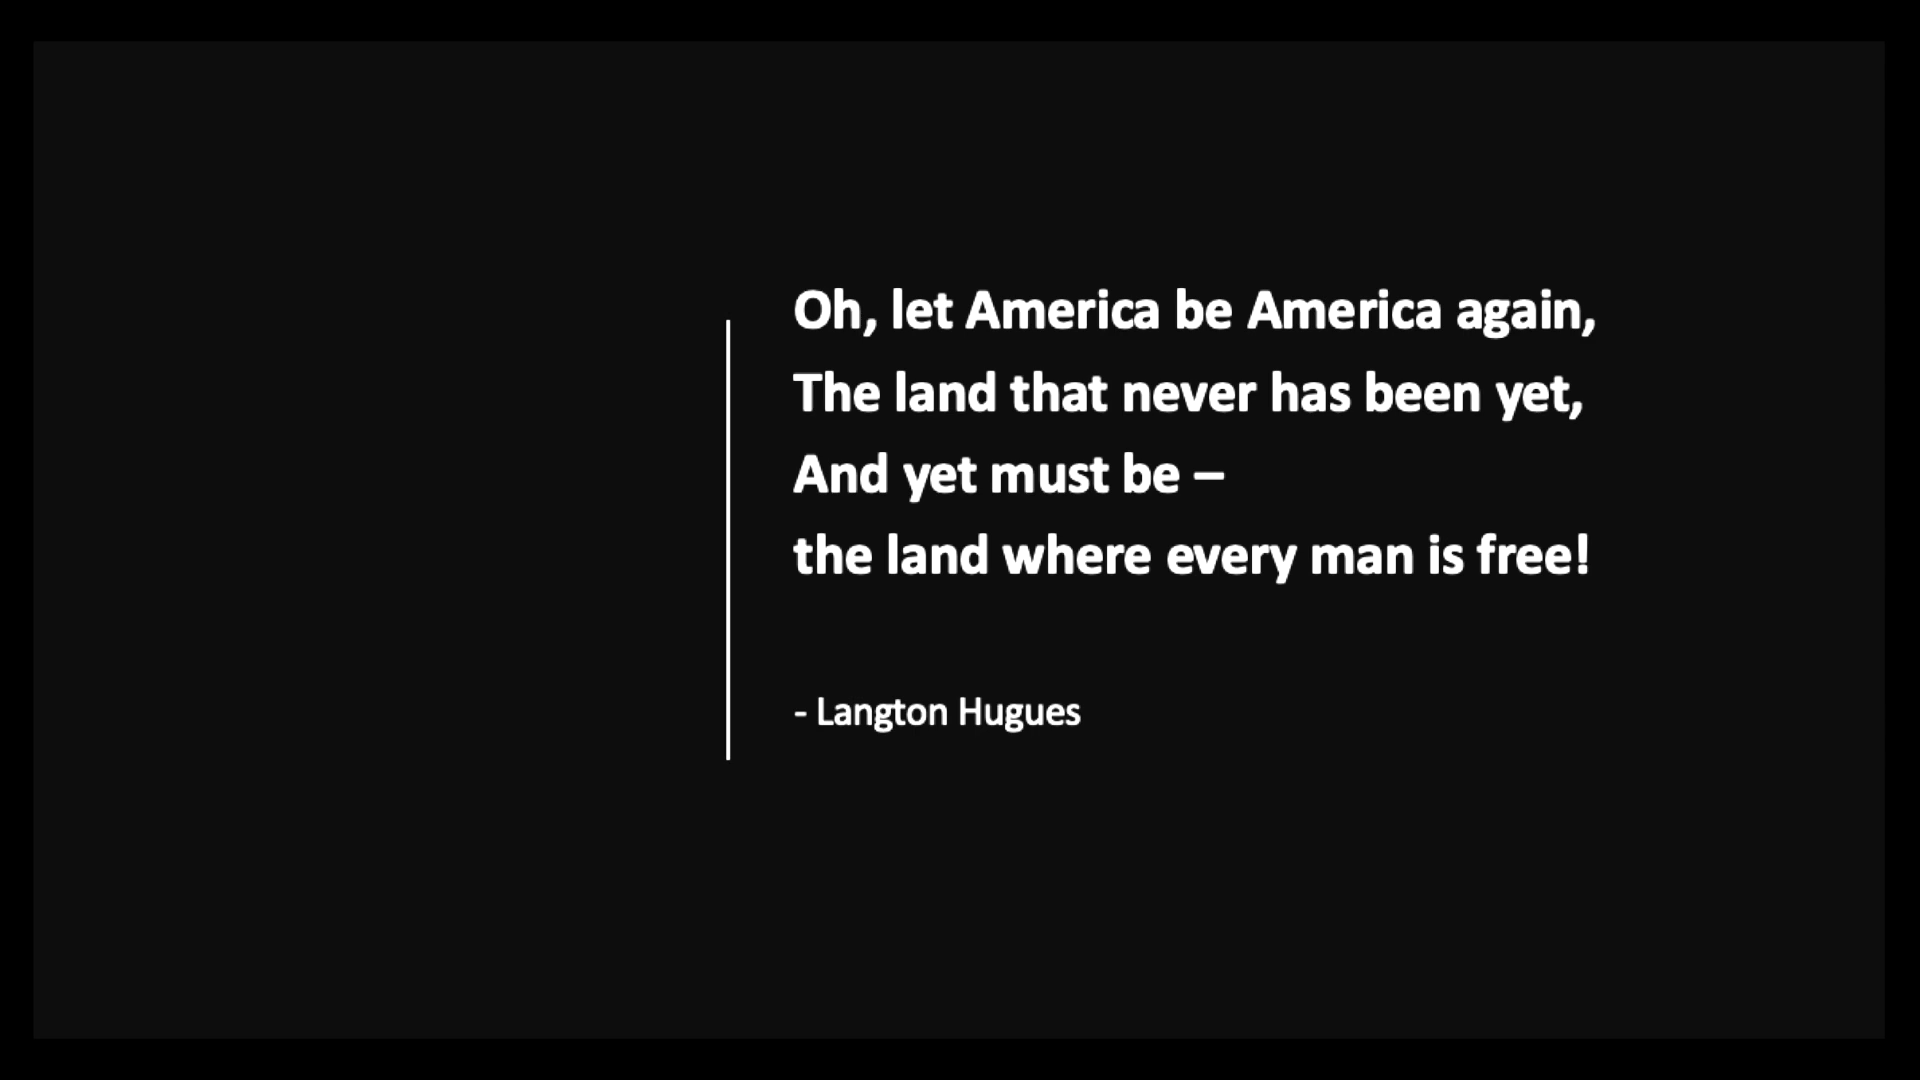 Oh, let America be America again,
The land that never has been yet,
And yet must be –
the land where every man is free!
- Langton Hugues